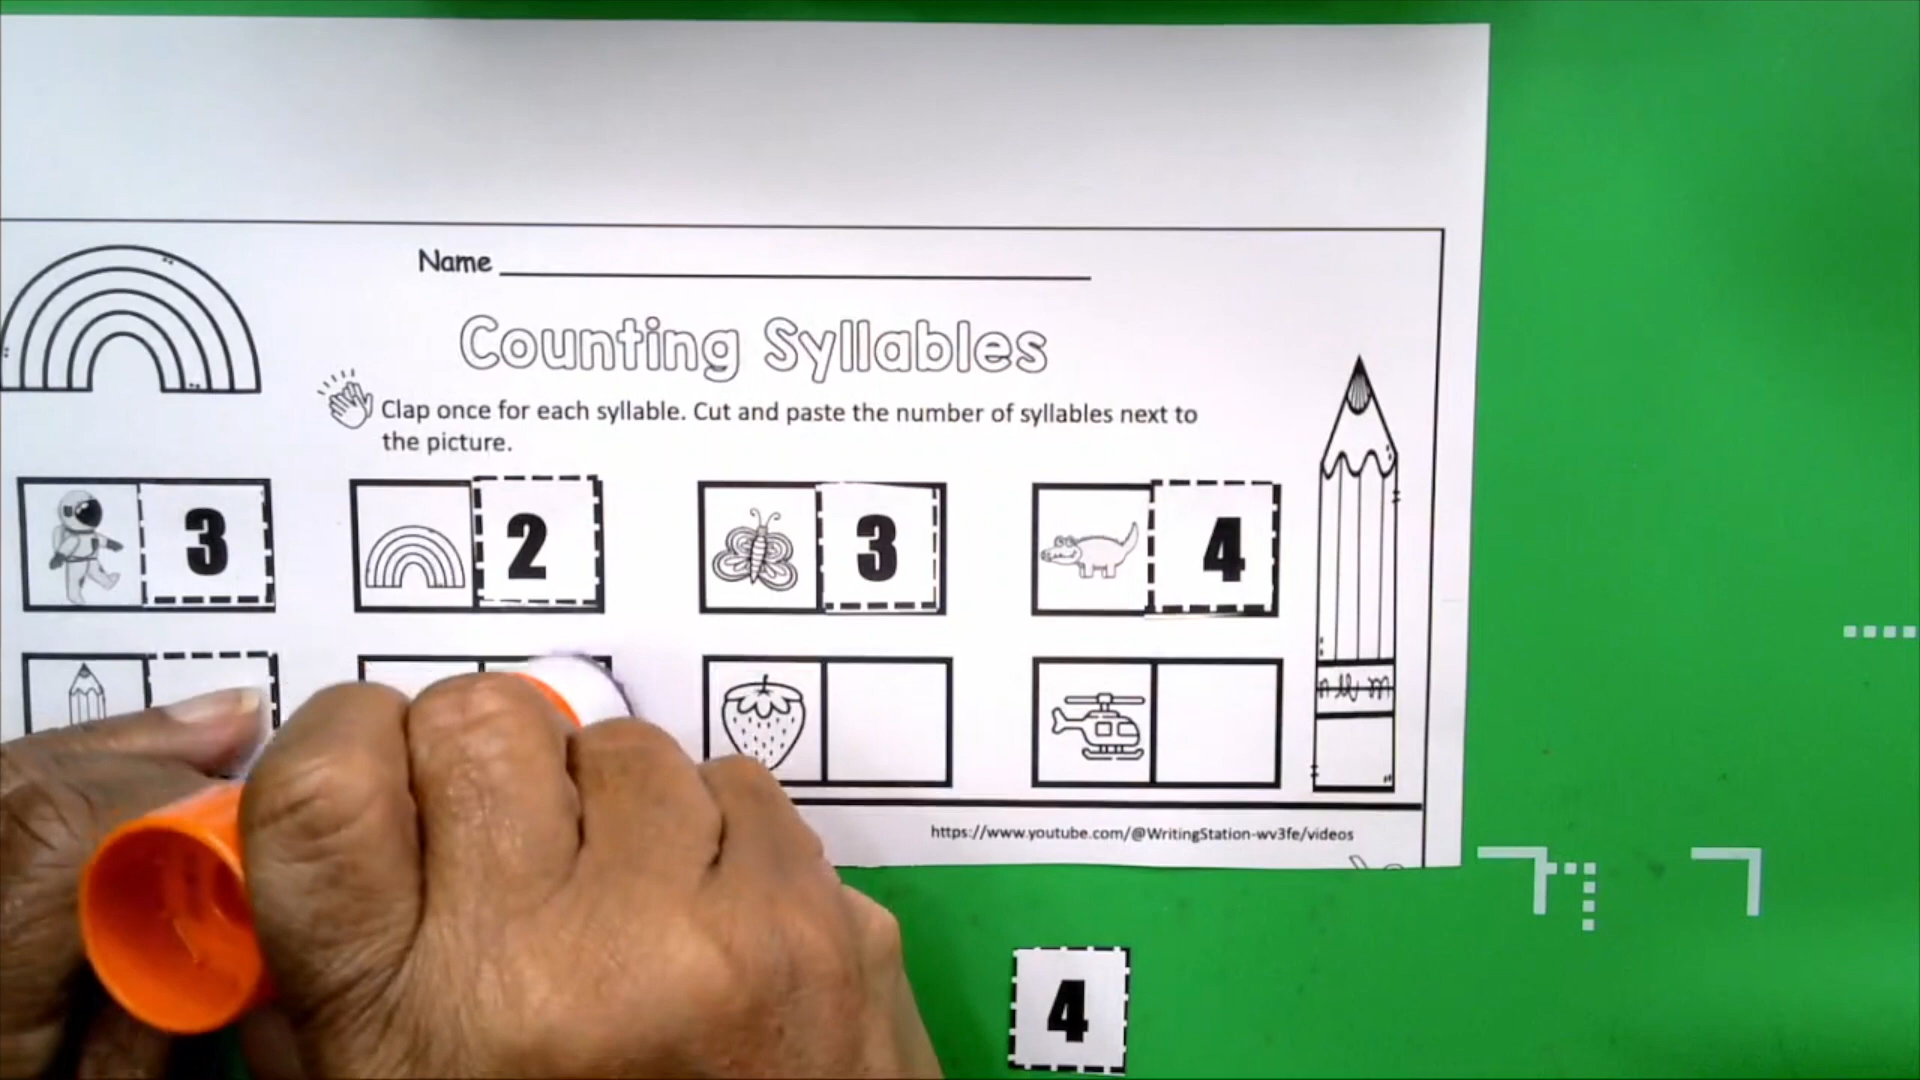 Name
Counting Syllables
Clap once for each syllable. Cut and paste the number of syllables next to
the picture.
3 2 3 4
https://www.youtube.com/@WritingStation-wv3fe/videos
4